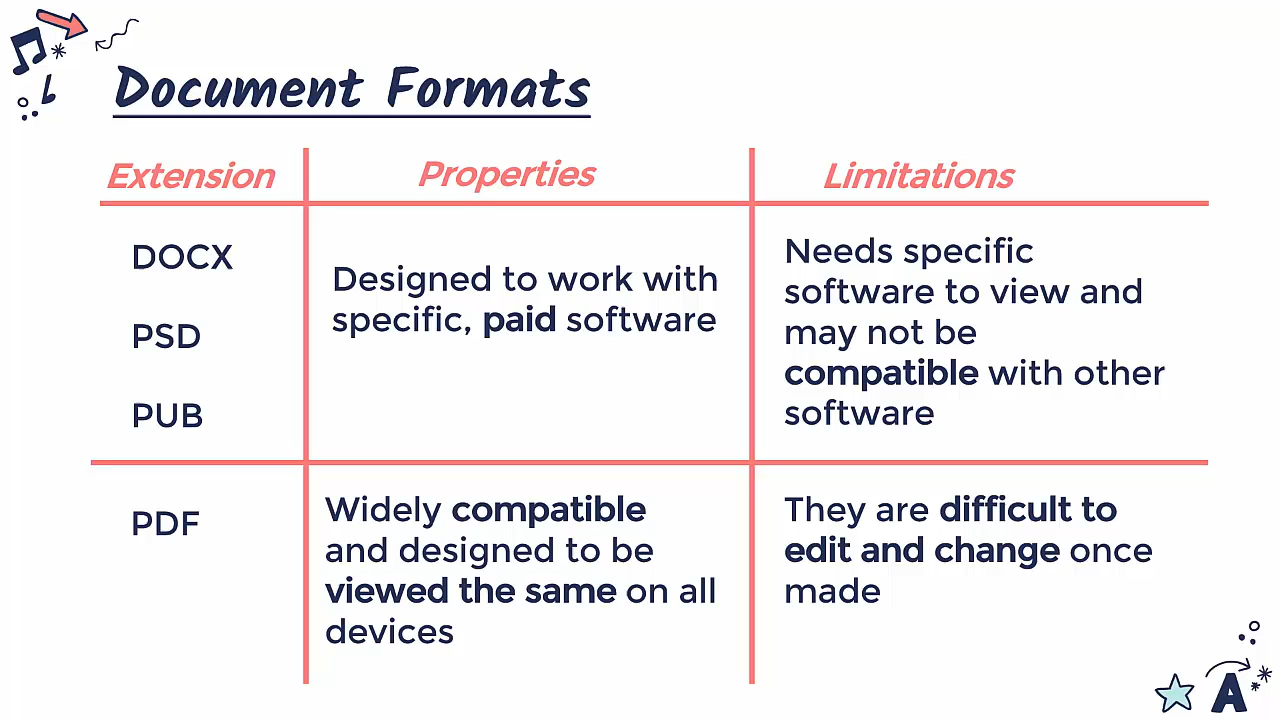 Document Formats
Extension
Properties
Limitations
DOCX
PSD
PUB
Designed to work with
specific, paid software
Needs specific
software to view and
may not be
compatible with other
software
PDF
Widely compatible
and designed to be
viewed the same on all
devices
They are difficult to
edit and change once
made
A